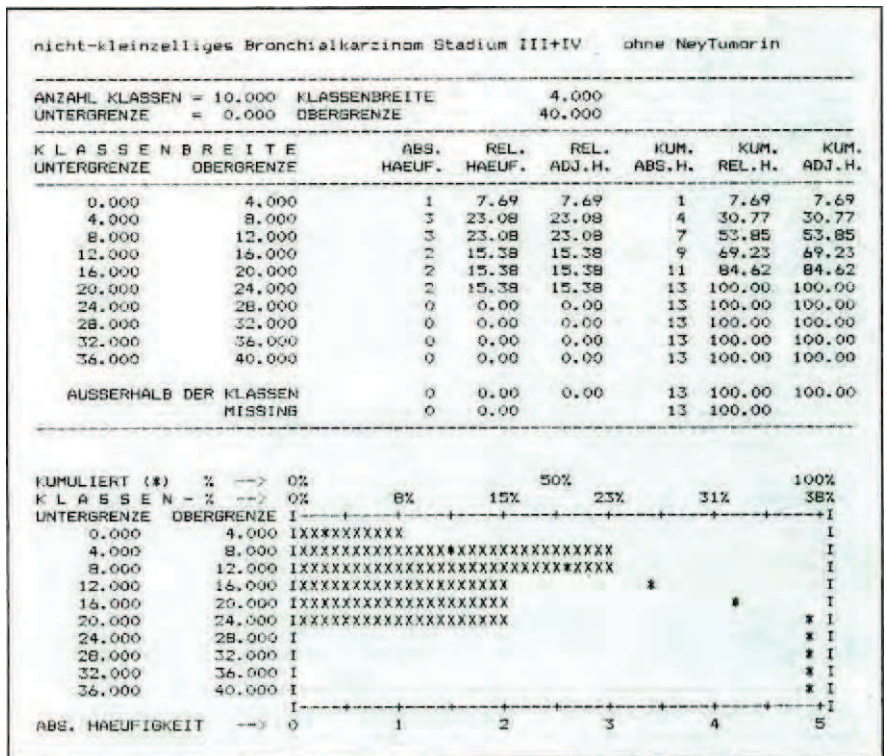 nicht-kleinzelliges Bronchialkarzinom Stadium III+IV ohne NeyTumorin
ANZAHL KLASSEN = 10.000 KLASSENBREITE 4.000
UNTERGRENZE = 0.000 OBERGRENZE 40.000
K L A S S E N B R E I T E ABS. REL. REL. KUM. KUM. KUM.
UNTERGRENZE OBERGRENZE HAEUF. HAEUF. ADJ.H. ABS.H. REL.H. ADJ.H.
0.000 4.000 1 7.69 7.69 1 7.69 7.69
4.000 8.000 3 23.08 23.08 4 30.77 30.77
8.000 12.000 3 23.08 23.08 7 53.85 53.85
12.000 16.000 2 15.38 15.38 9 69.23 69.23
16.000 20.000 2 15.38 15.38 11 84.62 84.62
20.000 24.000 2 15.38 15.38 13 100.00 100.00
24.000 28.000 0 0.00 0.00 13 100.00 100.00
28.000 32.000 0 0.00 0.00 13 100.00 100.00
32.000 36.000 0 0.00 0.00 13 100.00 100.00
36.000 40.000 0 0.00 0.00 13 100.00 100.00
AUSSERHALB DER KLASSEN 0 0.00 0.00 13 100.00 100.00
MISSING 0 0.00 13 100.00
KUMULIERT (*) % --> 0% 50% 100%
K L A S S E N - % --> 0% 8% 15% 23% 31% 38%
UNTERGRENZE OBERGRENZE I----+----+----+----+----+----+----+----+----+----+I
0.000 4.000 IXX*XXXXXXX I
4.000 8.000 IXXXXXXXXXXXXXX*XXXXXXXXXXXXXXX I
8.000 12.000 IXXXXXXXXXXXXXXXXXXXXXXXXX*XXXX I
12.000 16.000 IXXXXXXXXXXXXXXXXXXXX * I
16.000 20.000 IXXXXXXXXXXXXXXXXXXXX * I
20.000 24.000 IXXXXXXXXXXXXXXXXXXXX * I
24.000 28.000 I * I
28.000 32.000 I * I
32.000 36.000 I * I
36.000 40.000 I * I
I----+----+----+----+----+----+----+----+----+----+I
ABS. HAEUFIGKEIT --> 0 1 2 3 4 5